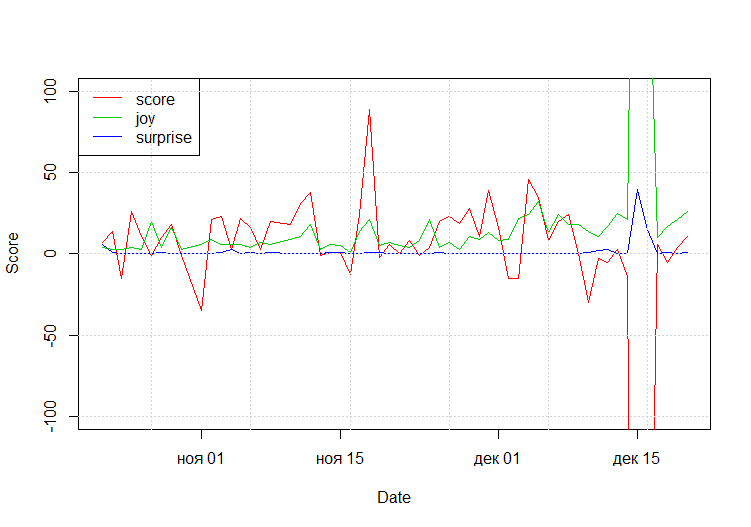 score
joy
surprise
100
50
0
-50
-100
Score
ноя 01
ноя 15
дек 01
дек 15
Date